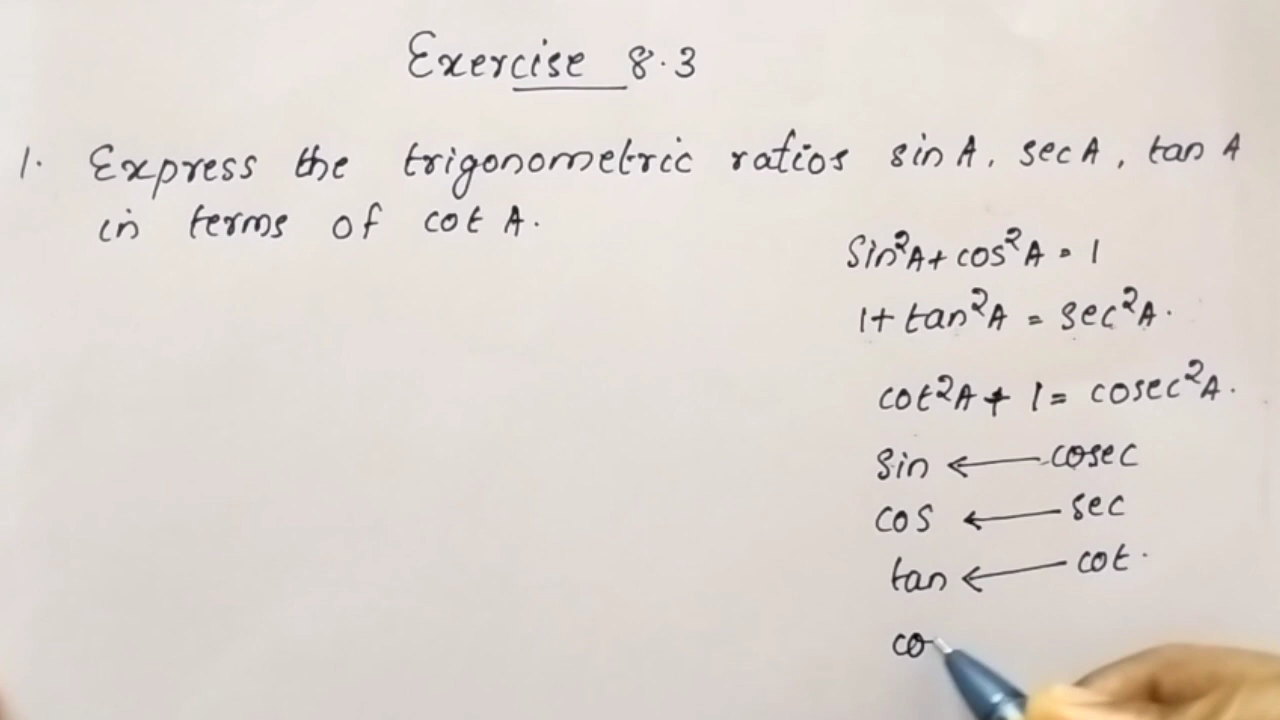 Exercise 8.3
1. Express the trigonometric ratios sin A, sec A, tan A
in terms of cot A.
Sin²A + cos²A = 1
1 + tan²A = sec²A.
cot²A + 1 = cosec²A.
Sin ← cosec
cos ← sec
tan ← cot.
co